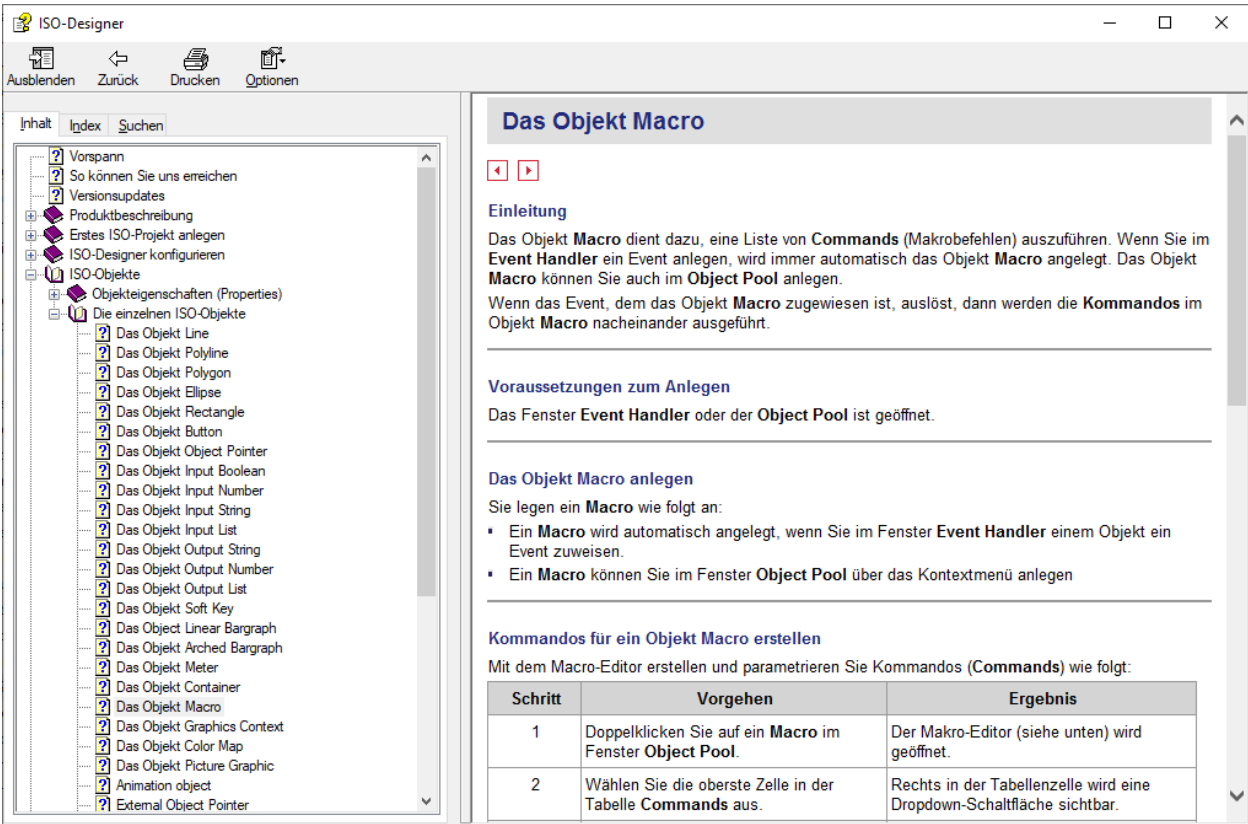 ISO-Designer
Ausblenden Zurück Drucken Optionen
Inhalt Index Suchen
Vorspann
So können Sie uns erreichen
Versionsupdates
Produktbeschreibung
Erstes ISO-Projekt anlegen
ISO-Designer konfigurieren
ISO-Objekte
Objekteigenschaften (Properties)
Die einzelnen ISO-Objekte
Das Objekt Line
Das Objekt Polyline
Das Objekt Polygon
Das Objekt Ellipse
Das Objekt Rectangle
Das Objekt Button
Das Objekt Object Pointer
Das Objekt Input Boolean
Das Objekt Input Number
Das Objekt Input String
Das Objekt Input List
Das Objekt Output String
Das Objekt Output Number
Das Objekt Output List
Das Objekt Soft Key
Das Object Linear Bargraph
Das Objekt Arched Bargraph
Das Objekt Meter
Das Objekt Container
Das Objekt Macro
Das Objekt Graphics Context
Das Objekt Color Map
Das Objekt Picture Graphic
Animation object
External Object Pointer
Das Objekt Macro
Einleitung
Das Objekt Macro dient dazu, eine Liste von Commands (Makrobefehlen) auszuführen. Wenn Sie im
Event Handler ein Event anlegen, wird immer automatisch das Objekt Macro angelegt. Das Objekt
Macro können Sie auch im Object Pool anlegen.
Wenn das Event, dem das Objekt Macro zugewiesen ist, auslöst, dann werden die Kommandos im
Objekt Macro nacheinander ausgeführt.
Voraussetzungen zum Anlegen
Das Fenster Event Handler oder der Object Pool ist geöffnet.
Das Objekt Macro anlegen
Sie legen ein Macro wie folgt an:
▪ Ein Macro wird automatisch angelegt, wenn Sie im Fenster Event Handler einem Objekt ein
Event zuweisen.
▪ Ein Macro können Sie im Fenster Object Pool über das Kontextmenü anlegen
Kommandos für ein Objekt Macro erstellen
Mit dem Macro-Editor erstellen und parametrieren Sie Kommandos (Commands) wie folgt:
Schritt Vorgehen Ergebnis
1 Doppelklicken Sie auf ein Macro im Der Makro-Editor (siehe unten) wird
Fenster Object Pool. geöffnet.
2 Wählen Sie die oberste Zelle in der Rechts in der Tabellenzelle wird eine
Tabelle Commands aus. Dropdown-Schaltfläche sichtbar.